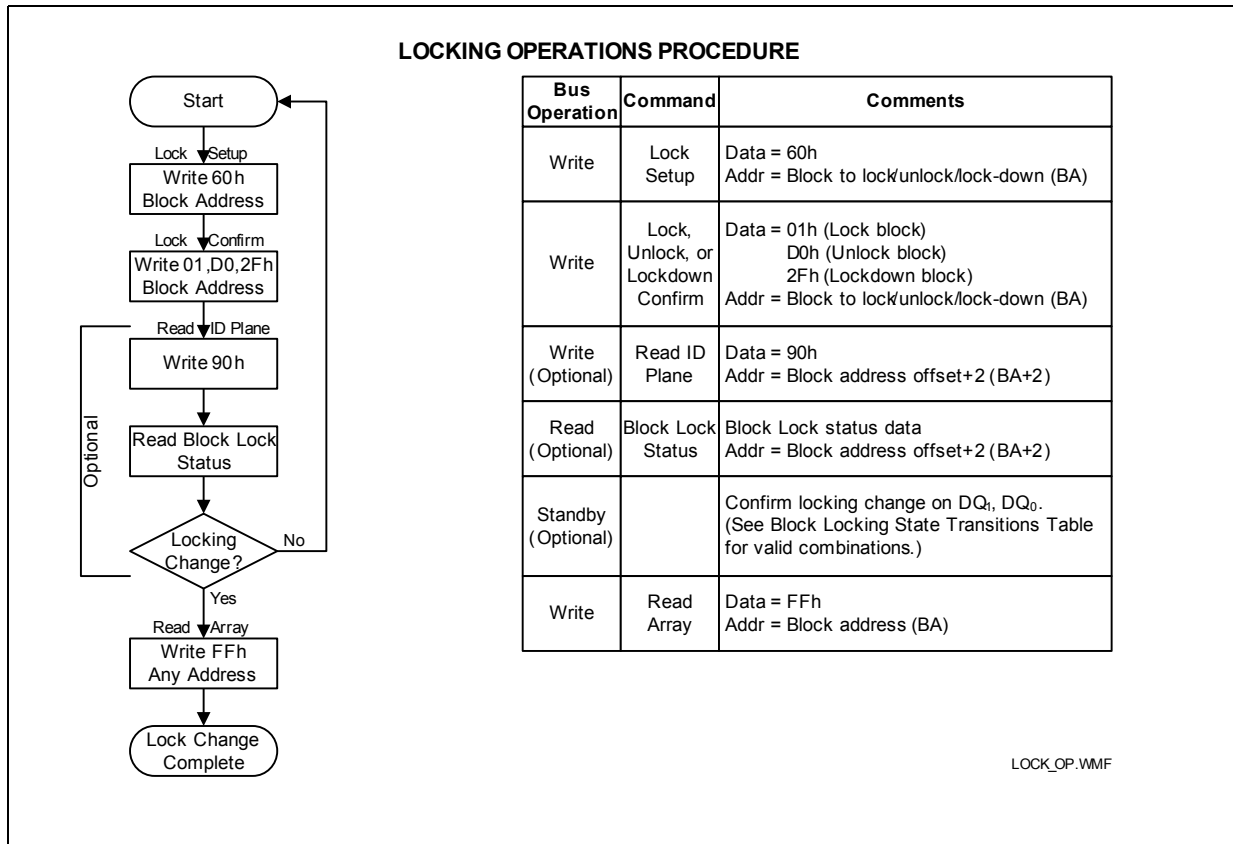 LOCKING OPERATIONS PROCEDURE
Start
Lock Setup
Write 60h
Block Address
Lock Confirm
Write 01,D0,2Fh
Block Address
Read ID Plane
Write 90h
Optional
Read Block Lock
Status
Locking
Change?
No
Yes
Read Array
Write FFh
Any Address
Lock Change
Complete
Bus
Operation
Command
Comments
Write
Lock
Setup
Data = 60h
Addr = Block to lock/unlock/lock-down (BA)
Write
Lock,
Unlock, or
Lockdown
Confirm
Data = 01h (Lock block)
D0h (Unlock block)
2Fh (Lockdown block)
Addr = Block to lock/unlock/lock-down (BA)
Write
(Optional)
Read ID
Plane
Data = 90h
Addr = Block address offset+2 (BA+2)
Read
(Optional)
Block Lock
Status
Block Lock status data
Addr = Block address offset+2 (BA+2)
Standby
(Optional)
Confirm locking change on DQ₁, DQ₀.
(See Block Locking State Transitions Table
for valid combinations.)
Write
Read
Array
Data = FFh
Addr = Block address (BA)
LOCK_OP.WMF